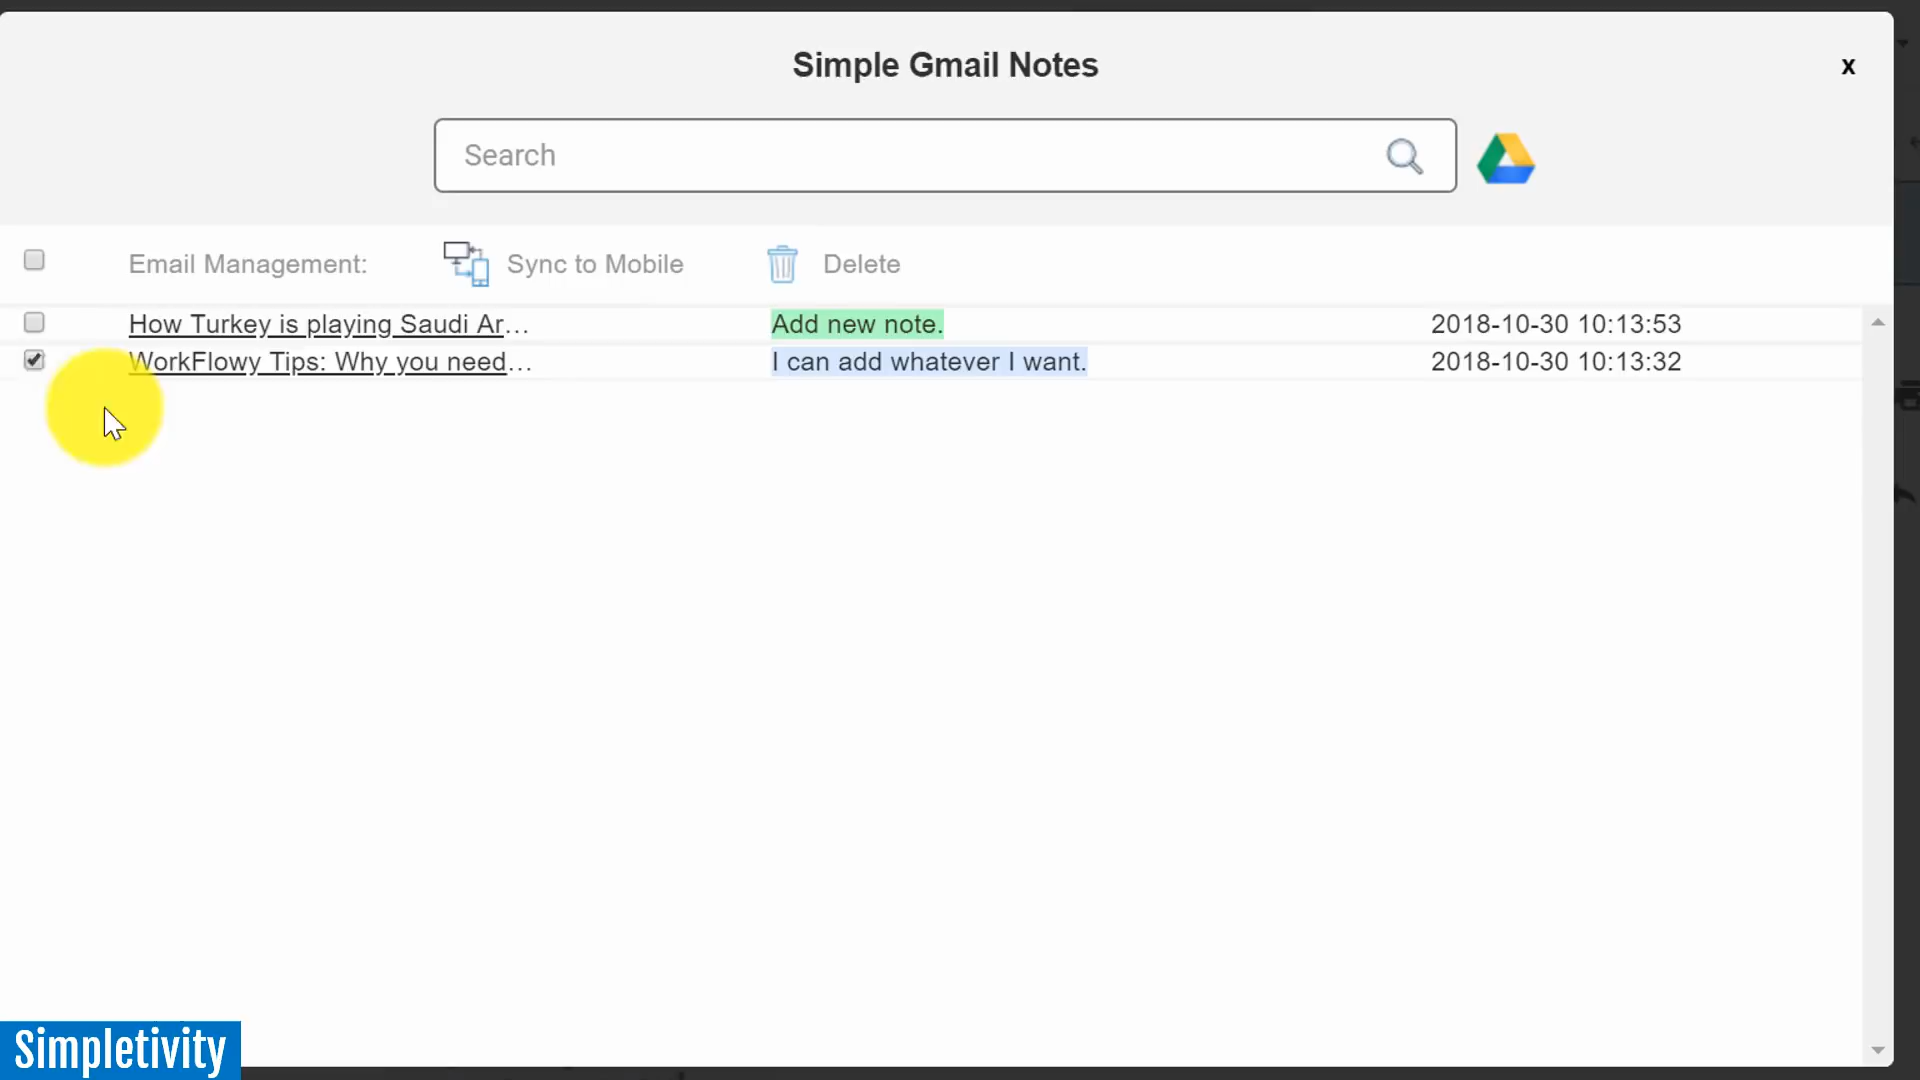 Simple Gmail Notes
x
Search
Email Management: Sync to Mobile Delete
How Turkey is playing Saudi Ar... Add new note. 2018-10-30 10:13:53
WorkFlowy Tips: Why you need... I can add whatever I want. 2018-10-30 10:13:32
Simpletivity